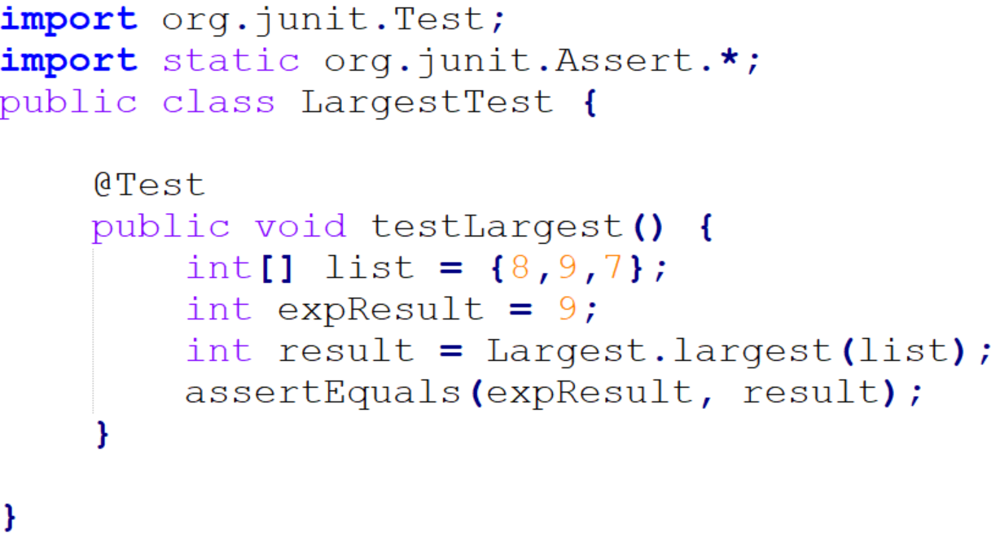 import org.junit.Test;
import static org.junit.Assert.*;
public class LargestTest {
@Test
public void testLargest() {
int[] list = {8,9,7};
int expResult = 9;
int result = Largest.largest(list);
assertEquals(expResult, result);
}
}